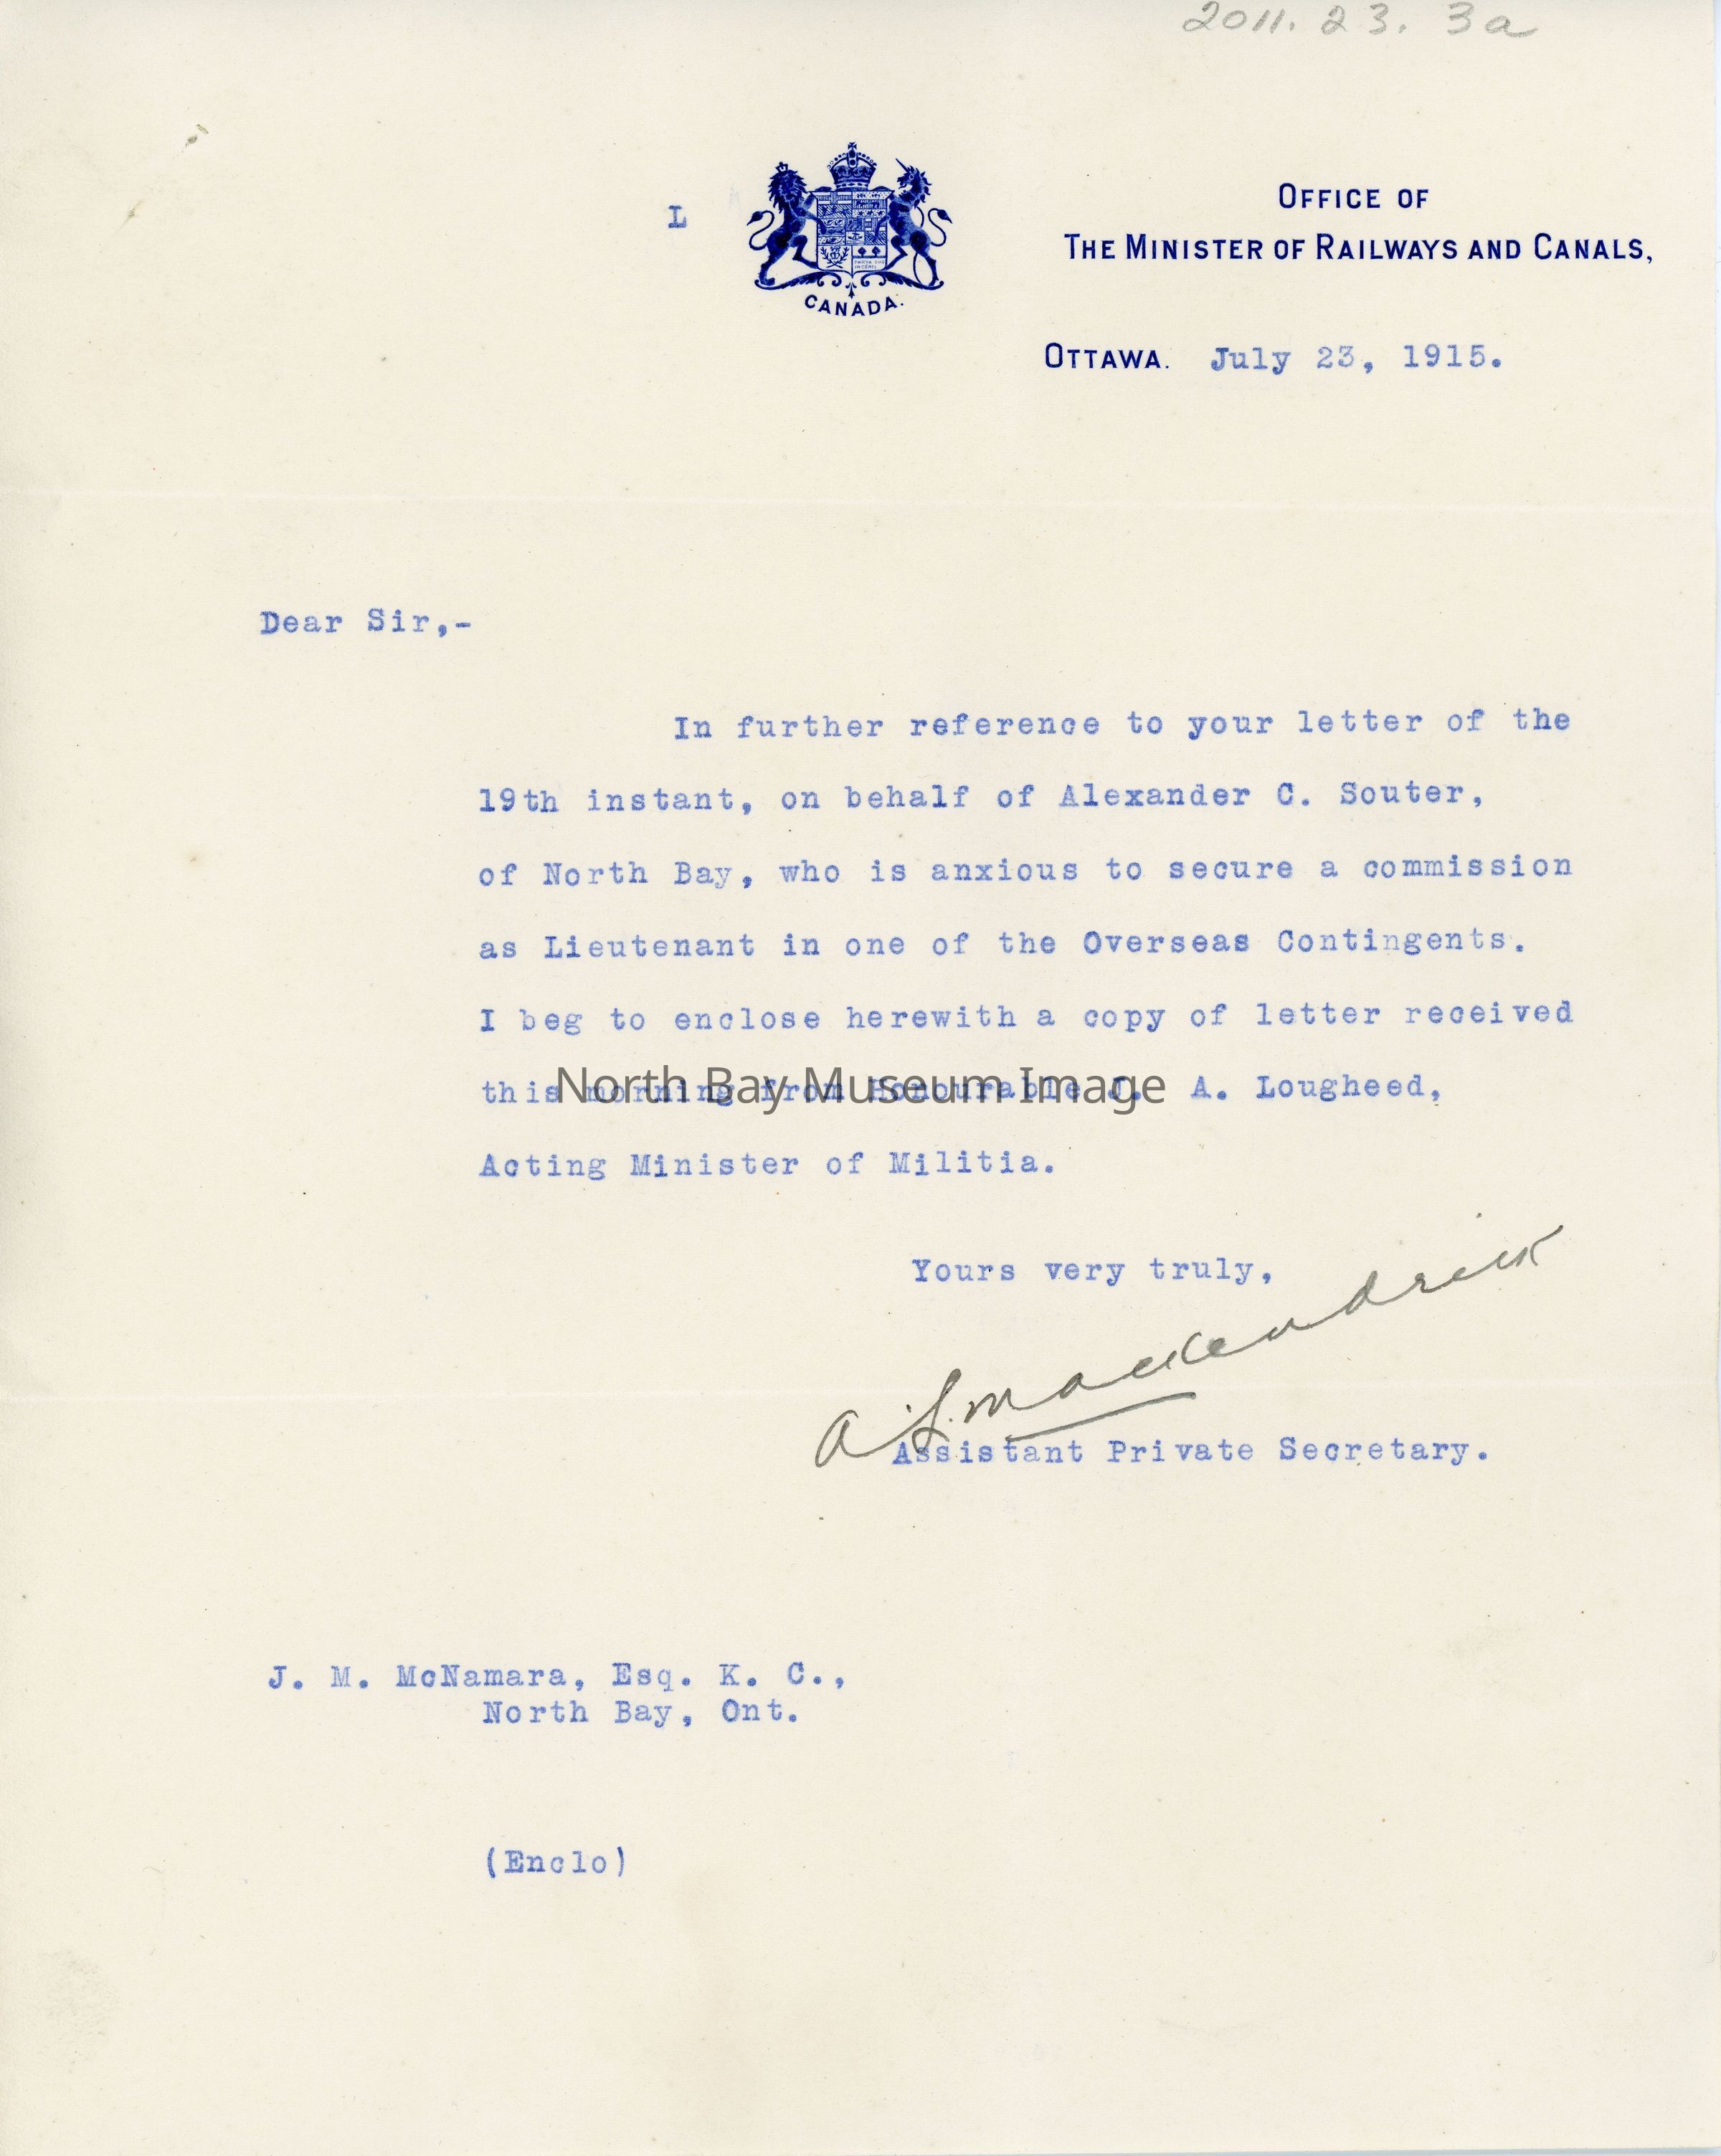 2011. 23. 3a
L
CANADA.
OFFICE OF
THE MINISTER OF RAILWAYS AND CANALS,
OTTAWA. July 23, 1915.
Dear Sir,-
In further reference to your letter of the
19th instant, on behalf of Alexander C. Souter,
of North Bay, who is anxious to secure a commission
as Lieutenant in one of the Overseas Contingents.
I beg to enclose herewith a copy of letter received
this morning from Honourable J. A. Lougheed,
North Bay Museum Image
Acting Minister of Militia.
Yours very truly,
A. L. Mackendrick
Assistant Private Secretary.
J. M. McNamara, Esq. K. C.,
North Bay, Ont.
(Enclo)